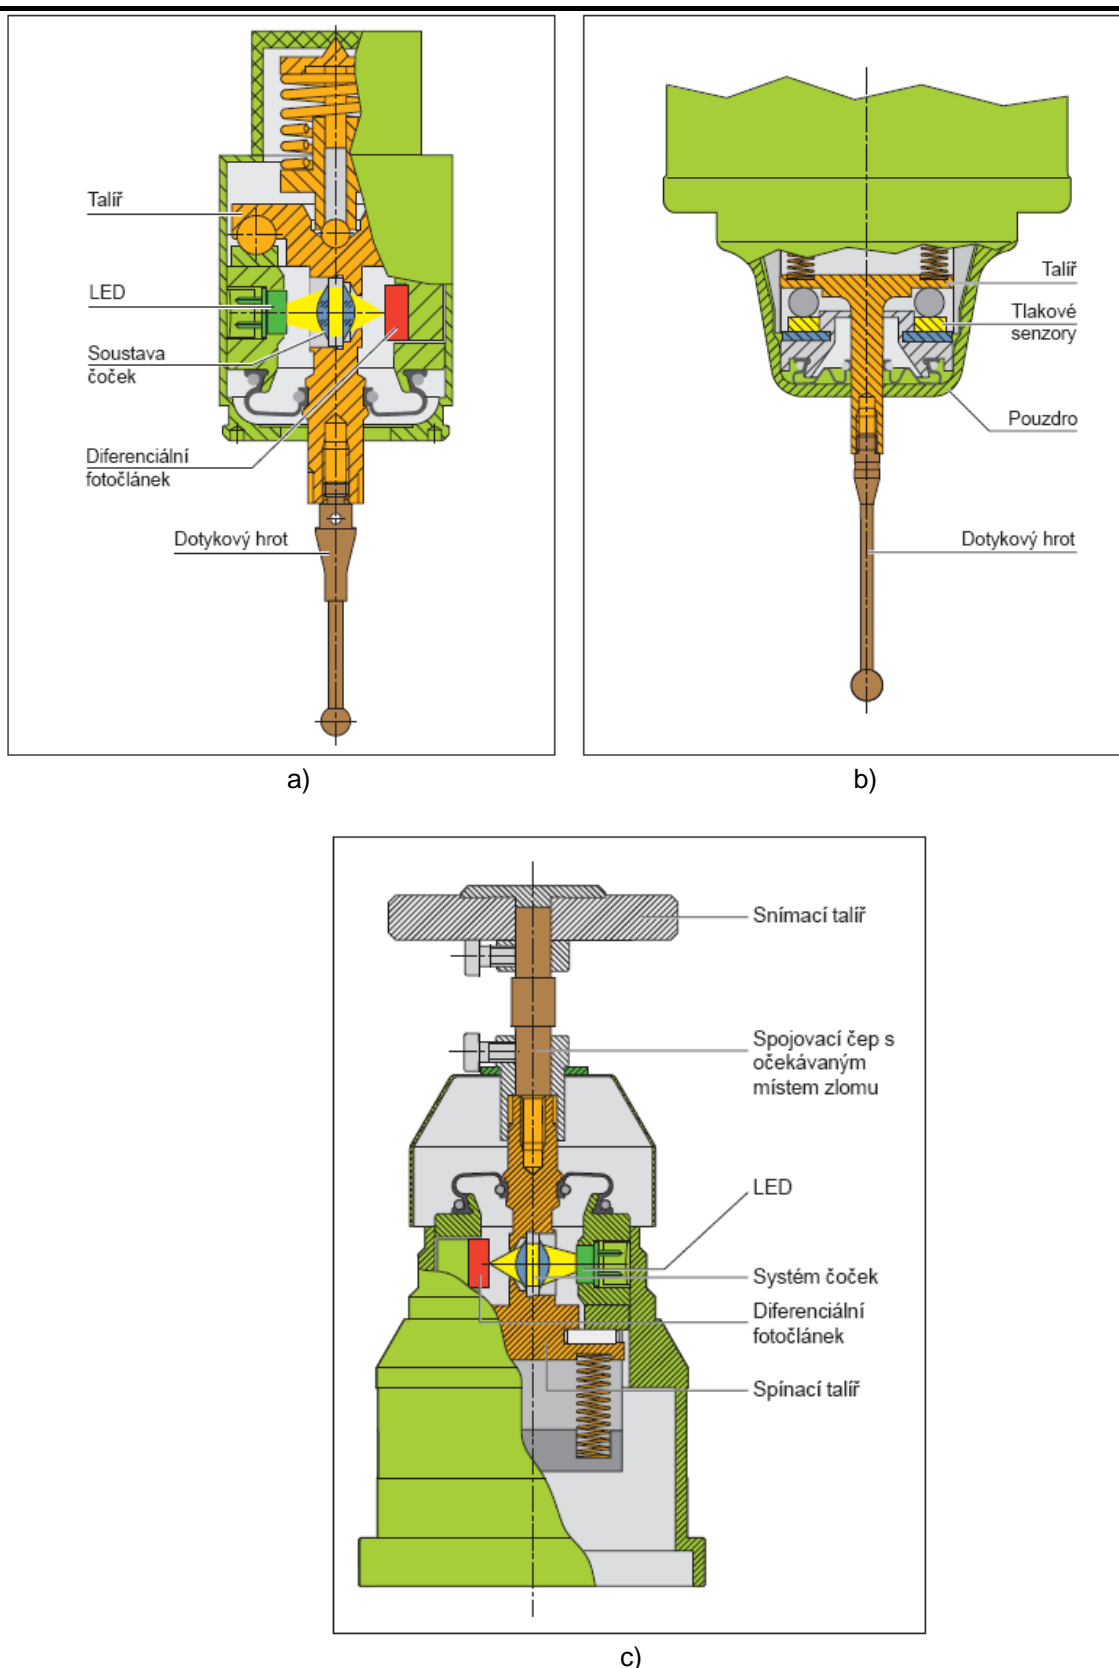 Talíř
LED
Soustava
čoček
Diferenciální
fotočlánek
Dotykový hrot
a)
Talíř
Tlakové
senzory
Pouzdro
Dotykový hrot
b)
Snímací talíř
Spojovací čep s
očekávaným
místem zlomu
LED
Systém čoček
Diferenciální
fotočlánek
Spínací talíř
c)